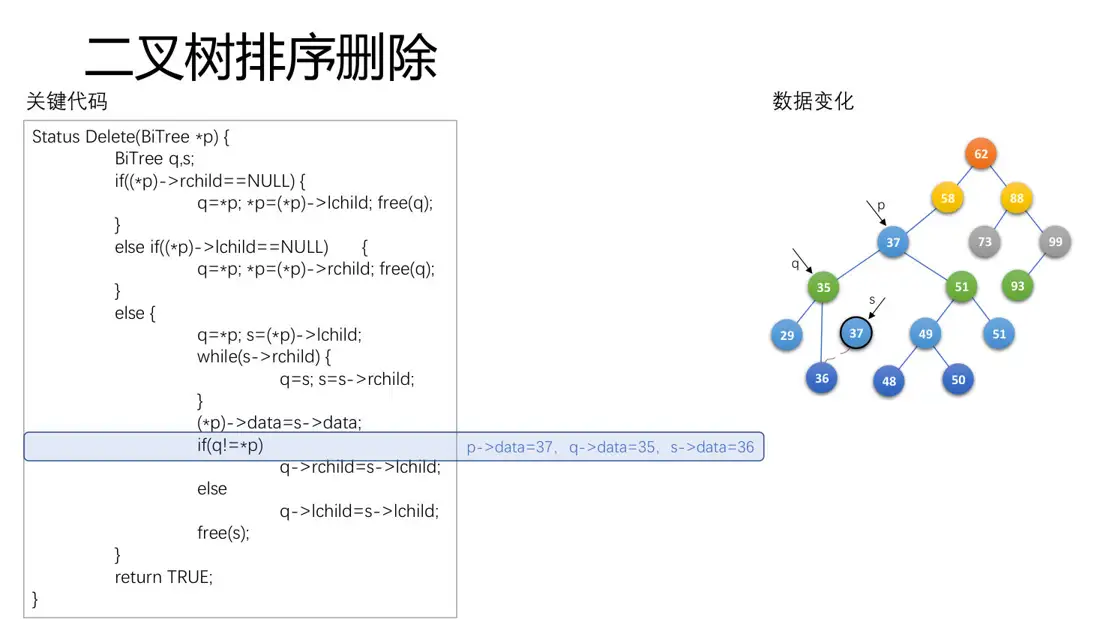 二叉树排序删除
关键代码
数据变化
Status Delete(BiTree *p) {
BiTree q,s;
if((*p)->rchild==NULL) {
q=*p; *p=(*p)->lchild; free(q);
}
else if((*p)->lchild==NULL) {
q=*p; *p=(*p)->rchild; free(q);
}
else {
q=*p; s=(*p)->lchild;
while(s->rchild) {
q=s; s=s->rchild;
}
(*p)->data=s->data;
if(q!=*p)
p->data=37, q->data=35, s->data=36
q->rchild=s->lchild;
else
q->lchild=s->lchild;
free(s);
}
return TRUE;
}
62
58 88
p
37 73 99
q
35 51 93
s
29 37 49 51
36 48 50